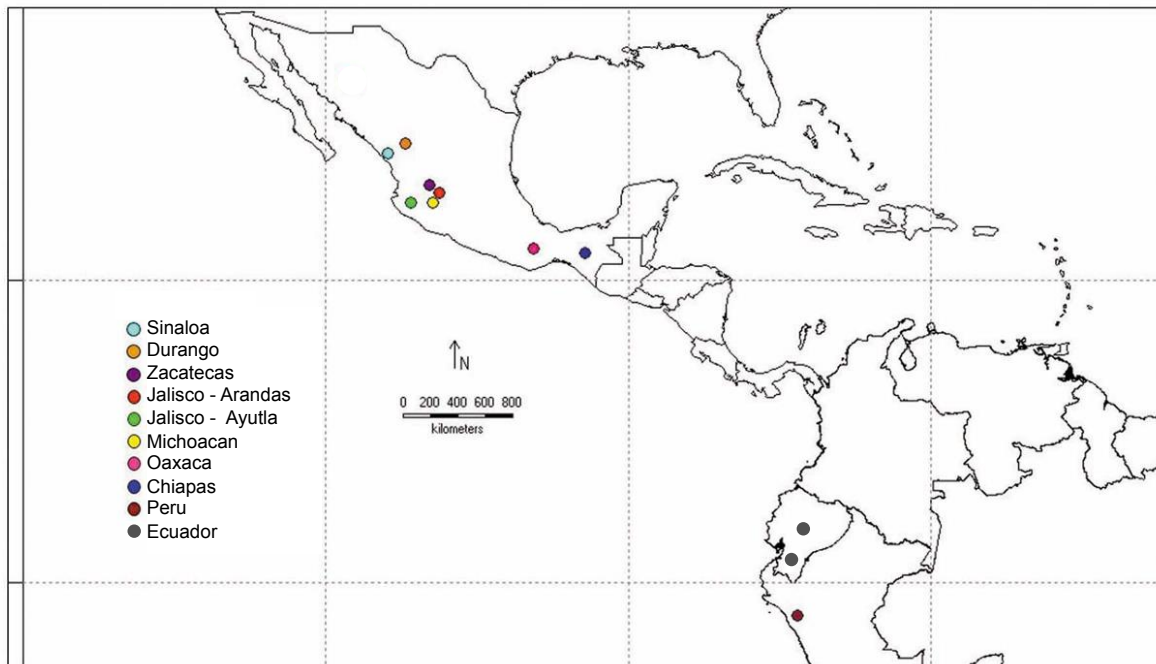 Sinaloa
Durango
Zacatecas
Jalisco - Arandas
Jalisco - Ayutla
Michoacan
Oaxaca
Chiapas
Peru
Ecuador
N
0 200 400 600 800
kilometers